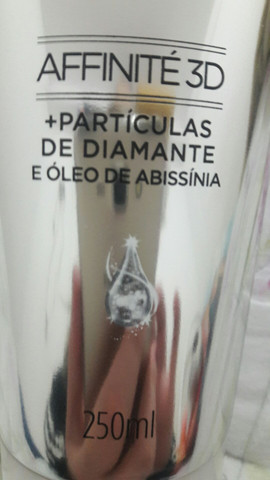 AFFINITÉ 3D
+PARTÍCULAS
DE DIAMANTE
E ÓLEO DE ABISSÍNIA
250ml